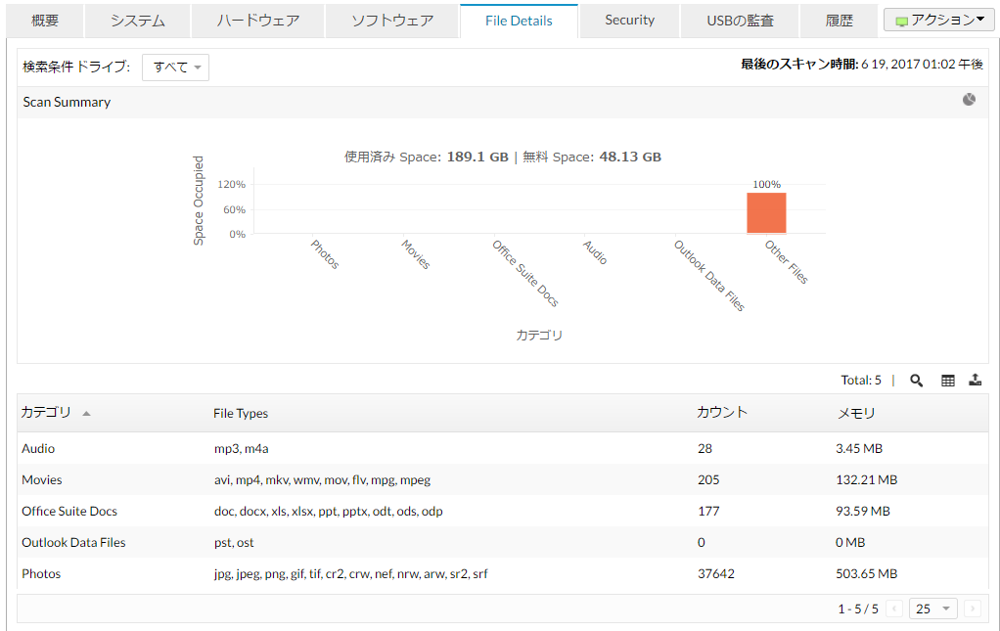 概要 システム ハードウェア ソフトウェア File Details Security USBの監査 履歴 アクション
検索条件 ドライブ: すべて 最後のスキャン時間: 6 19, 2017 01:02 午後
Scan Summary
使用済み Space: 189.1 GB | 無料 Space: 48.13 GB
Space Occupied
120%
60%
0%
100%
Photos Movies Office Suite Docs Audio Outlook Data Files Other Files
カテゴリ
Total: 5 |
カテゴリ File Types カウント メモリ
Audio mp3, m4a 28 3.45 MB
Movies avi, mp4, mkv, wmv, mov, flv, mpg, mpeg 205 132.21 MB
Office Suite Docs doc, docx, xls, xlsx, ppt, pptx, odt, ods, odp 177 93.59 MB
Outlook Data Files pst, ost 0 0 MB
Photos jpg, jpeg, png, gif, tif, cr2, crw, nef, nrw, arw, sr2, srf 37642 503.65 MB
1 - 5 / 5 25